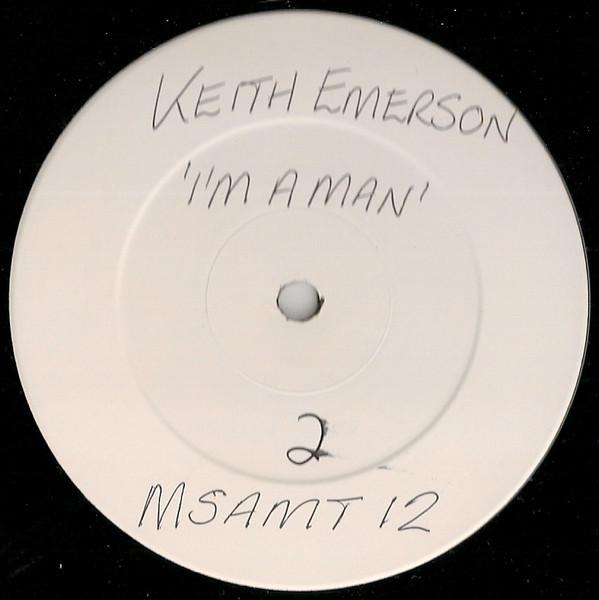 KEITH EMERSON
'I'M A MAN'
2
MSAMT 12